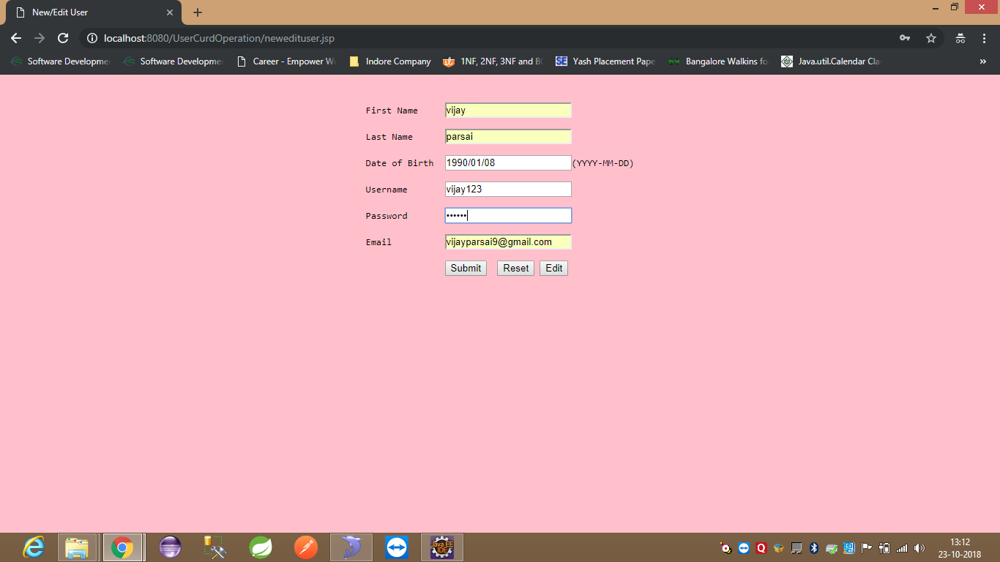 New/Edit User
localhost:8080/UserCurdOperation/newedituser.jsp
Software Developme
Software Developme
Career - Empower W
Indore Company
1NF, 2NF, 3NF and BC
Yash Placement Pape
Bangalore Walkins fo
Java.util.Calendar Cla
»
First Name vijay
Last Name parsai
Date of Birth 1990/01/08 (YYYY-MM-DD)
Username vijay123
Password ••••••
Email vijayparsai9@gmail.com
Submit Reset Edit
Java EE
IDE
Q
13:12
23-10-2018